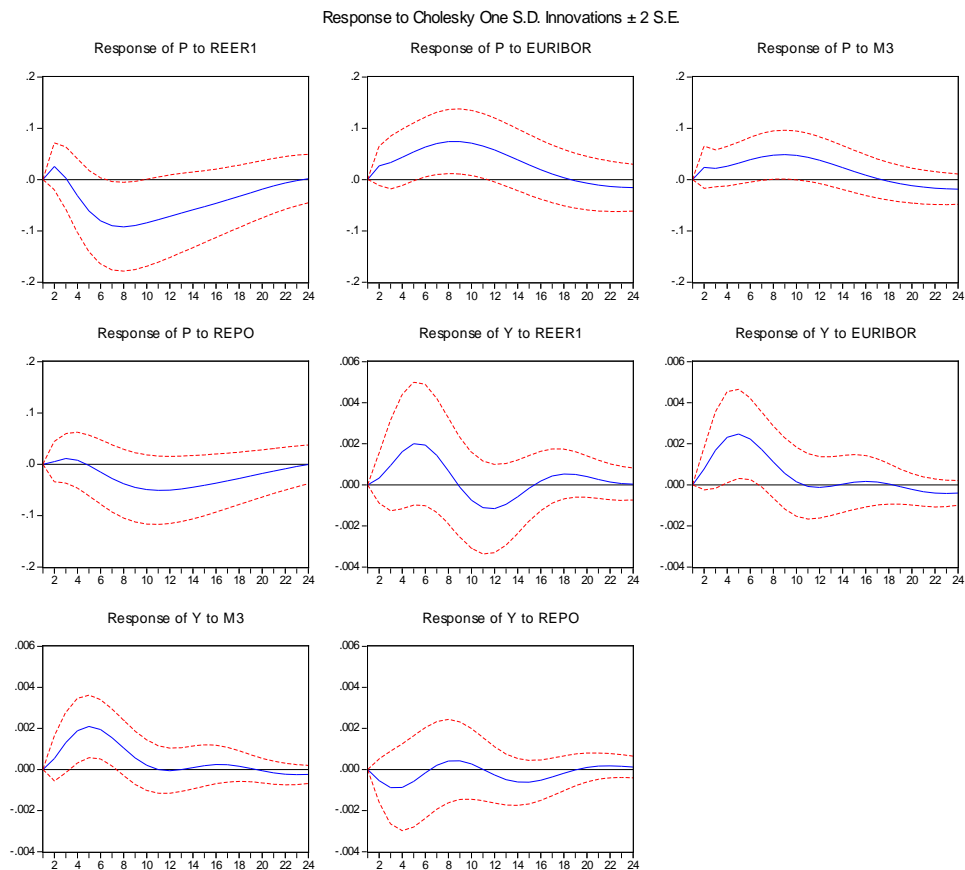 Response to Cholesky One S.D. Innovations ± 2 S.E.
Response of P to REER1
.2
.1
.0
-.1
-.2
2 4 6 8 10 12 14 16 18 20 22 24
Response of P to EURIBOR
.2
.1
.0
-.1
-.2
2 4 6 8 10 12 14 16 18 20 22 24
Response of P to M3
.2
.1
.0
-.1
-.2
2 4 6 8 10 12 14 16 18 20 22 24
Response of P to REPO
.2
.1
.0
-.1
-.2
2 4 6 8 10 12 14 16 18 20 22 24
Response of Y to REER1
.006
.004
.002
.000
-.002
-.004
2 4 6 8 10 12 14 16 18 20 22 24
Response of Y to EURIBOR
.006
.004
.002
.000
-.002
-.004
2 4 6 8 10 12 14 16 18 20 22 24
Response of Y to M3
.006
.004
.002
.000
-.002
-.004
2 4 6 8 10 12 14 16 18 20 22 24
Response of Y to REPO
.006
.004
.002
.000
-.002
-.004
2 4 6 8 10 12 14 16 18 20 22 24